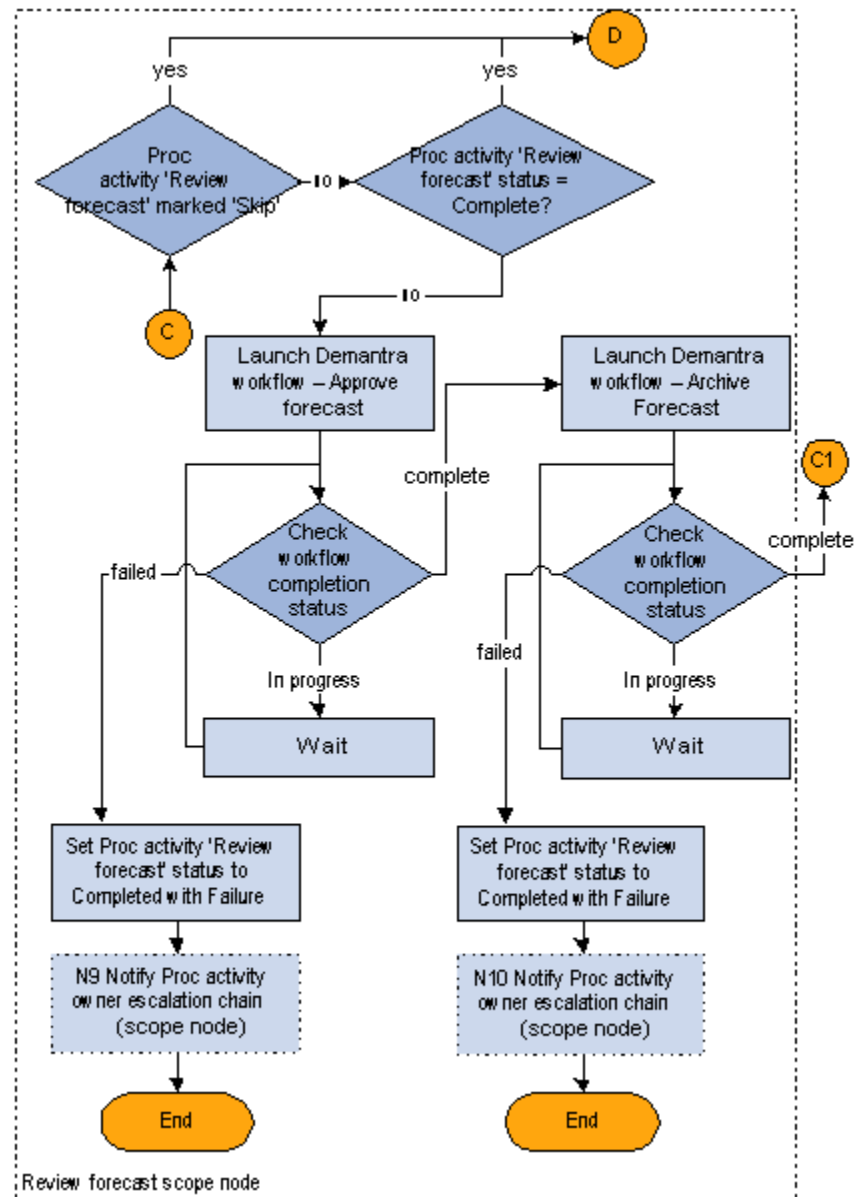 D
yes
yes
Proc
activity 'Review
forecast' marked 'Skip'
no
Proc activity 'Review
forecast' status =
Complete?
no
C
Launch Demantra
workflow – Approve
forecast
Launch Demantra
workflow – Archive
Forecast
complete
C1
complete
Check
workflow
completion
status
Check
workflow
completion
status
failed
failed
In progress
In progress
Wait
Wait
Set Proc activity 'Review
forecast' status to
Completed with Failure
Set Proc activity 'Review
forecast' status to
Completed with Failure
N9 Notify Proc activity
owner escalation chain
(scope node)
N10 Notify Proc activity
owner escalation chain
(scope node)
End
End
Review forecast scope node